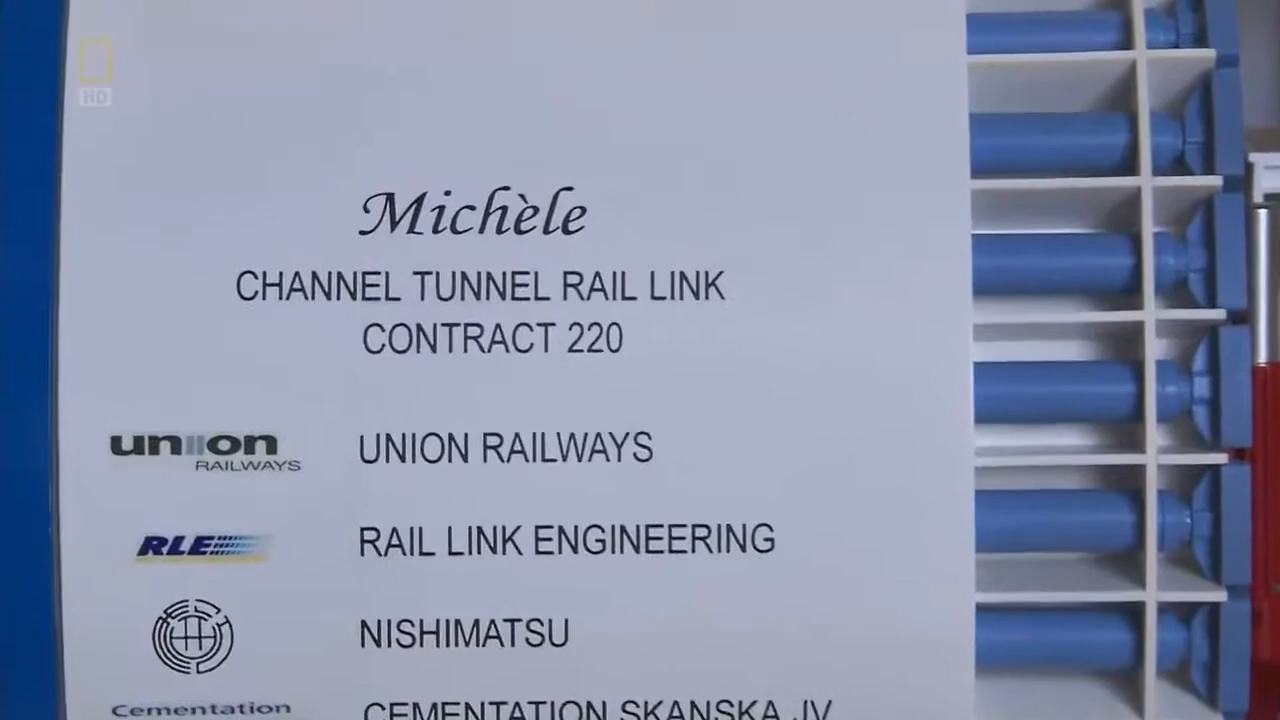 HD
Michèle
CHANNEL TUNNEL RAIL LINK
CONTRACT 220
union RAILWAYS UNION RAILWAYS
RLE RAIL LINK ENGINEERING
NISHIMATSU
Cementation CEMENTATION SKANSKA JV